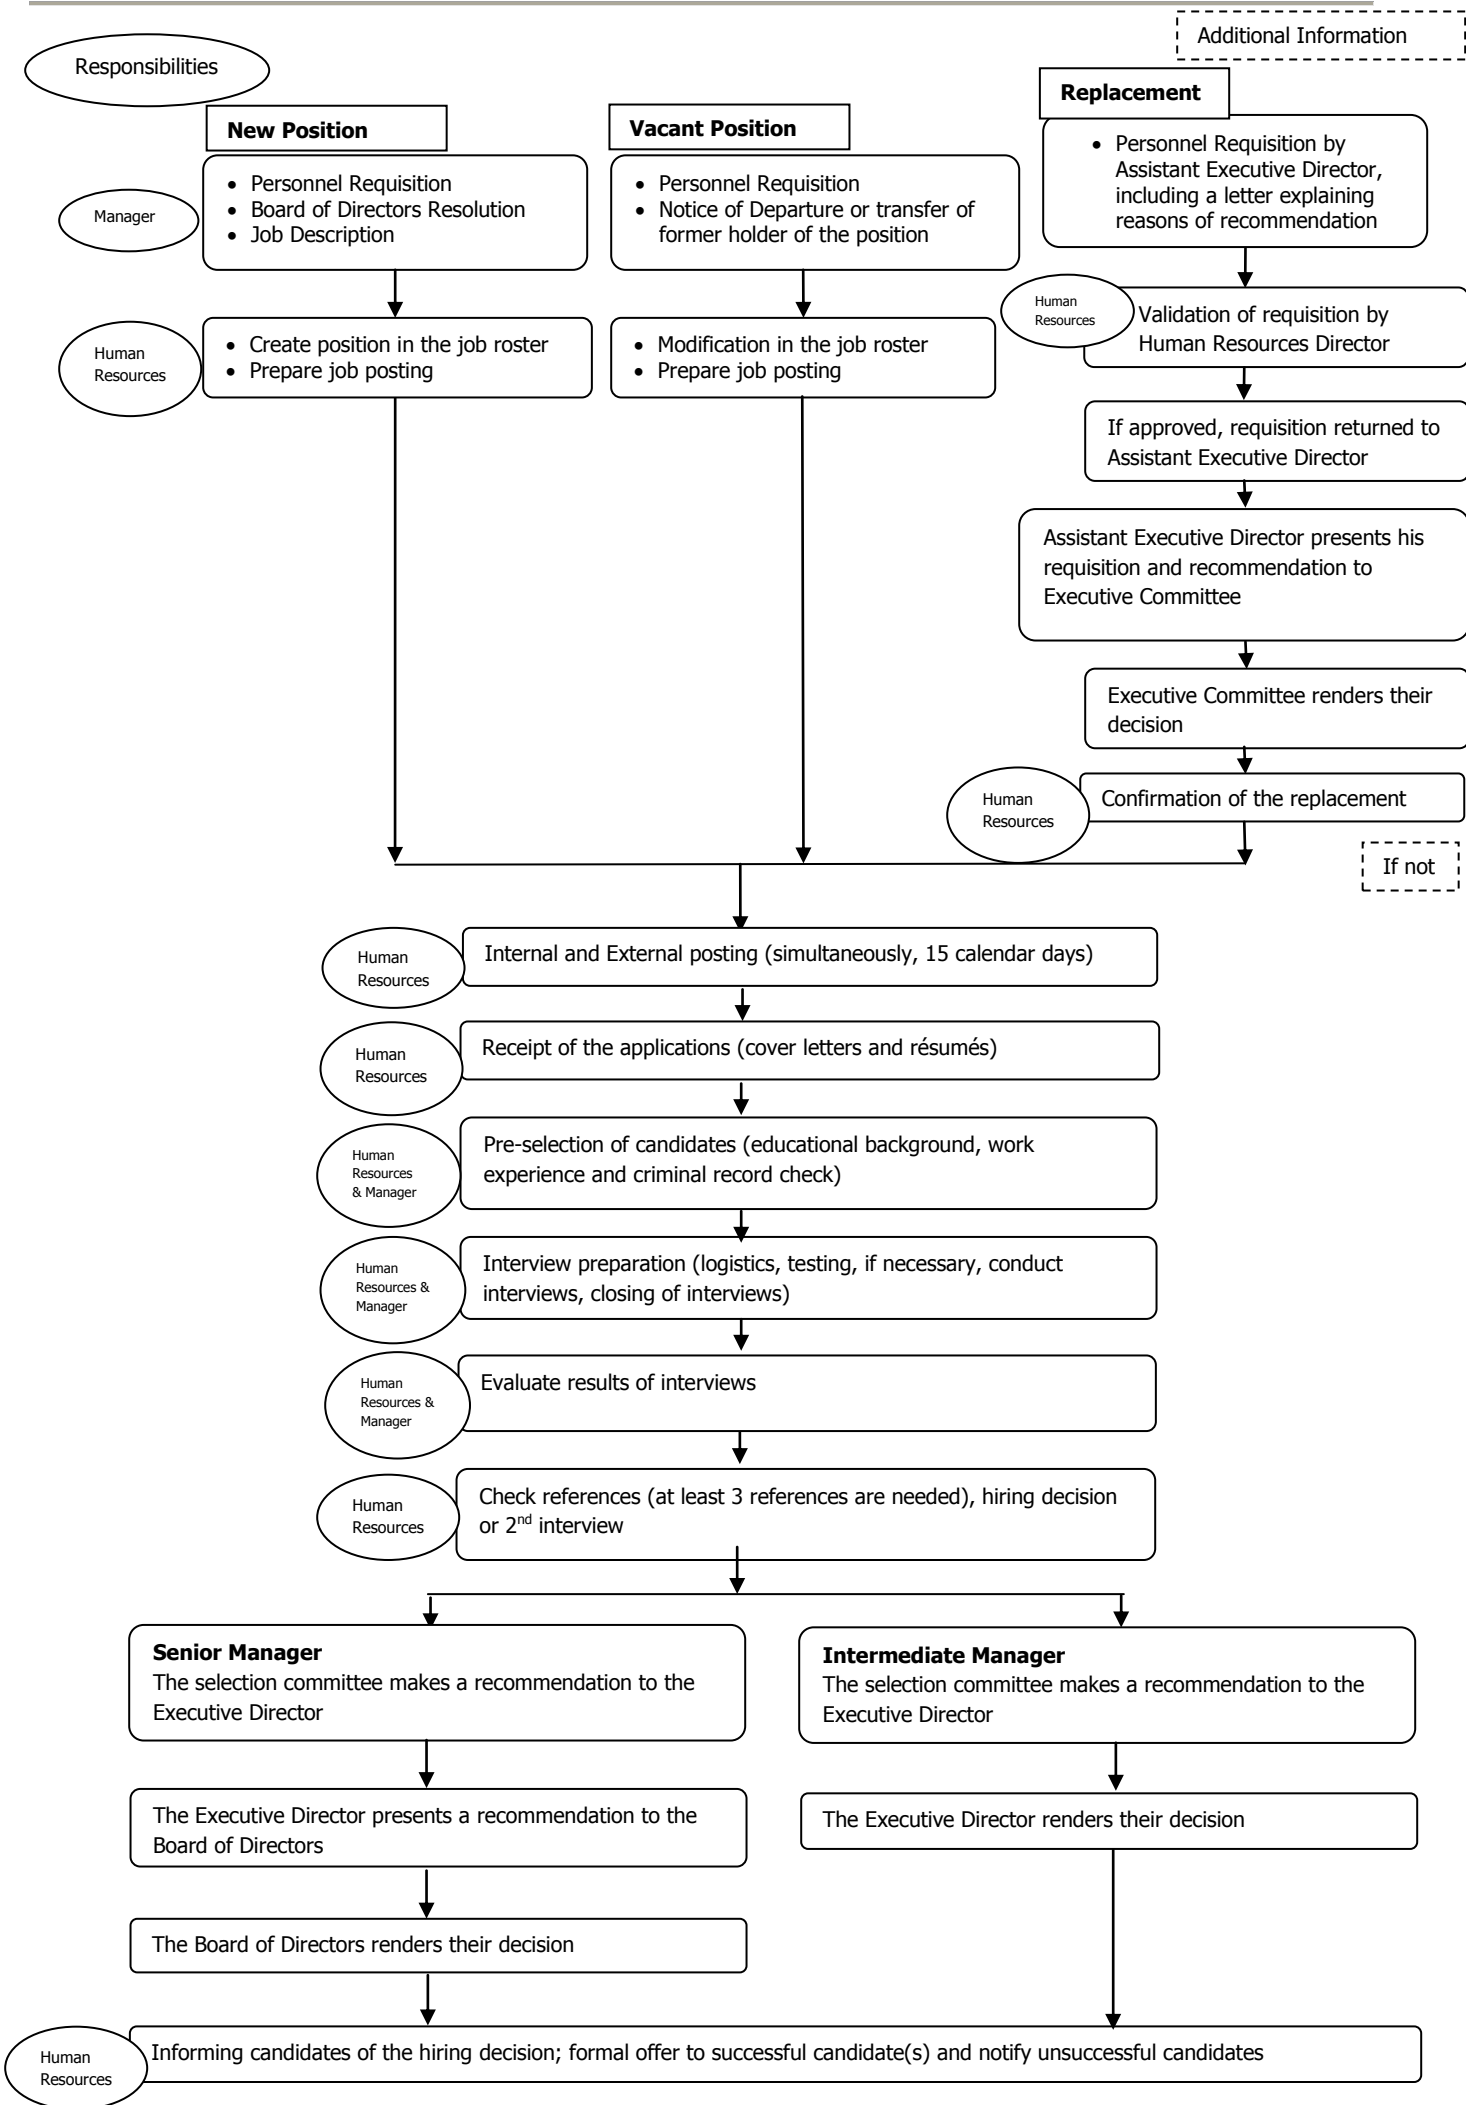 Additional Information
Responsibilities
New Position
Vacant Position
Replacement
Manager
• Personnel Requisition
• Board of Directors Resolution
• Job Description
• Personnel Requisition
• Notice of Departure or transfer of
former holder of the position
• Personnel Requisition by
Assistant Executive Director,
including a letter explaining
reasons of recommendation
Human
Resources
• Create position in the job roster
• Prepare job posting
• Modification in the job roster
• Prepare job posting
Human
Resources
Validation of requisition by
Human Resources Director
If approved, requisition returned to
Assistant Executive Director
Assistant Executive Director presents his
requisition and recommendation to
Executive Committee
Executive Committee renders their
decision
Human
Resources
Confirmation of the replacement
If not
Human
Resources
Internal and External posting (simultaneously, 15 calendar days)
Human
Resources
Receipt of the applications (cover letters and résumés)
Human
Resources
& Manager
Pre-selection of candidates (educational background, work
experience and criminal record check)
Human
Resources &
Manager
Interview preparation (logistics, testing, if necessary, conduct
interviews, closing of interviews)
Human
Resources &
Manager
Evaluate results of interviews
Human
Resources
Check references (at least 3 references are needed), hiring decision
or 2nd interview
Senior Manager
The selection committee makes a recommendation to the
Executive Director
Intermediate Manager
The selection committee makes a recommendation to the
Executive Director
The Executive Director presents a recommendation to the
Board of Directors
The Executive Director renders their decision
The Board of Directors renders their decision
Human
Resources
Informing candidates of the hiring decision; formal offer to successful candidate(s) and notify unsuccessful candidates